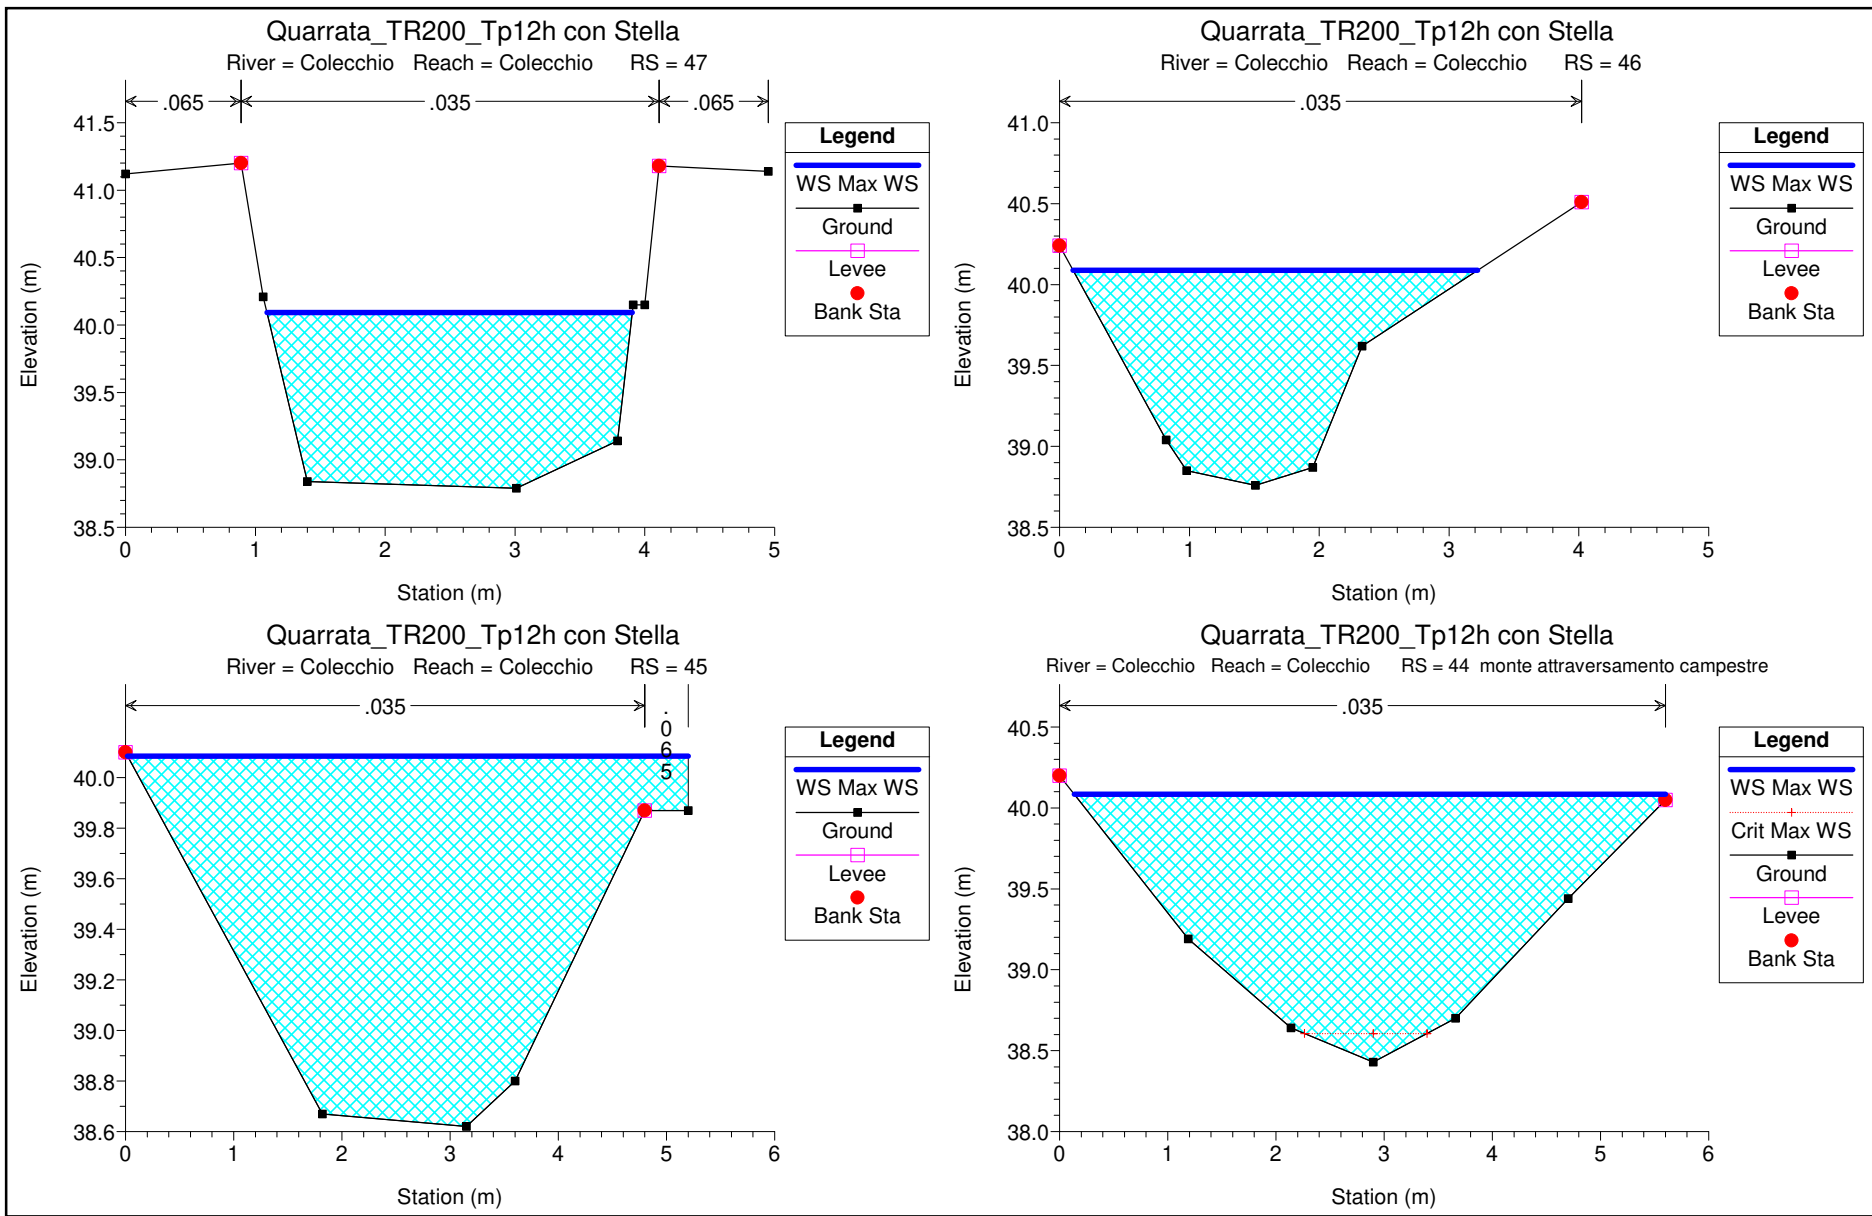 Quarrata_TR200_Tp12h con Stella
River = Colecchio Reach = Colecchio RS = 47
.065 .035 .065
41.5
41.0
40.5
40.0
39.5
39.0
38.5
0 1 2 3 4 5
Station (m)
Elevation (m)
Legend
WS Max WS
Ground
Levee
Bank Sta
Quarrata_TR200_Tp12h con Stella
River = Colecchio Reach = Colecchio RS = 46
.035
41.0
40.5
40.0
39.5
39.0
38.5
0 1 2 3 4 5
Station (m)
Elevation (m)
Legend
WS Max WS
Ground
Levee
Bank Sta
Quarrata_TR200_Tp12h con Stella
River = Colecchio Reach = Colecchio RS = 45
.035 .065
40.0
39.8
39.6
39.4
39.2
39.0
38.8
38.6
0 1 2 3 4 5 6
Station (m)
Elevation (m)
Legend
WS Max WS
Ground
Levee
Bank Sta
Quarrata_TR200_Tp12h con Stella
River = Colecchio Reach = Colecchio RS = 44 monte attraversamento campestre
.035
40.5
40.0
39.5
39.0
38.5
38.0
0 1 2 3 4 5 6
Station (m)
Elevation (m)
Legend
WS Max WS
Crit Max WS
Ground
Levee
Bank Sta